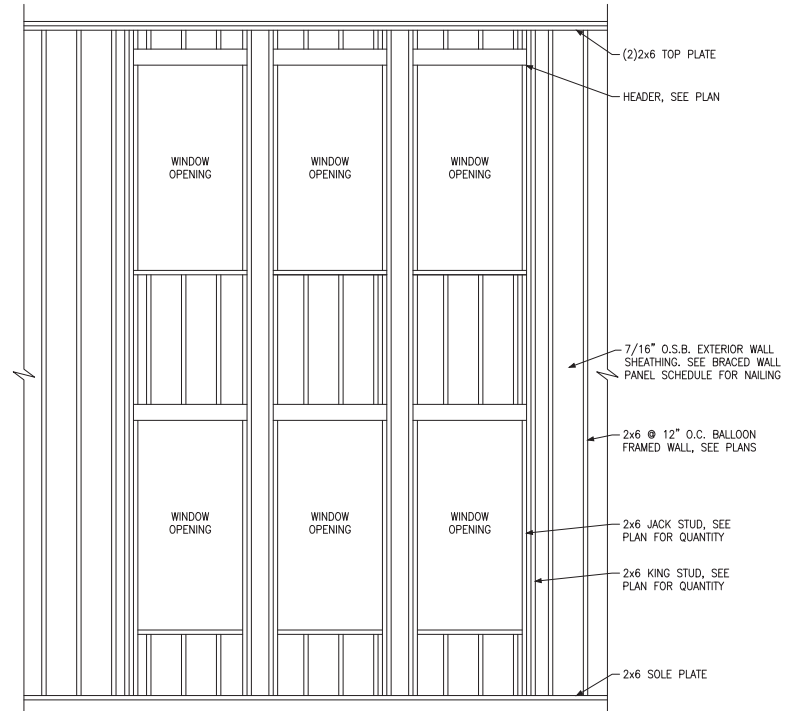 (2)2x6 TOP PLATE
HEADER, SEE PLAN
WINDOW
OPENING
WINDOW
OPENING
WINDOW
OPENING
7/16" O.S.B. EXTERIOR WALL
SHEATHING. SEE BRACED WALL
PANEL SCHEDULE FOR NAILING
2x6 @ 12" O.C. BALLOON
FRAMED WALL, SEE PLANS
WINDOW
OPENING
WINDOW
OPENING
WINDOW
OPENING
2x6 JACK STUD, SEE
PLAN FOR QUANTITY
2x6 KING STUD, SEE
PLAN FOR QUANTITY
2x6 SOLE PLATE